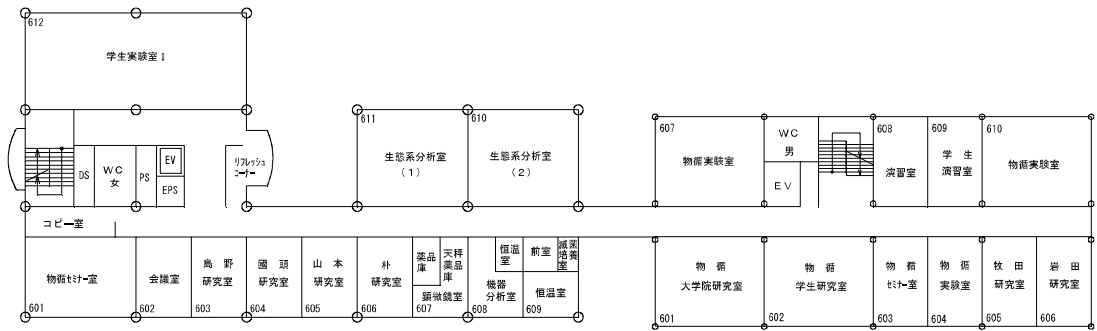 612
学生実験室Ⅰ
611
生態系分析室
(1)
610
生態系分析室
(2)
607
物循実験室
WC
男
EV
608
演習室
609
学 生
演習室
610
物循実験室
DS
WC
女
PS
EV
EPS
リフレッシュ
コーナー
コピー室
物循セミナー室
601
会議室
602
島 野
研究室
603
國 頭
研究室
604
山 本
研究室
605
朴
研究室
606
薬品
庫
天秤
薬品
庫
顕微鏡室
607
恒温
室
機器
分析室
608
前室
滅菌
培養
室
恒温室
609
物 循
大学院研究室
601
物 循
学生研究室
602
物 循
セミナー室
603
物 循
実験室
604
牧 田
研究室
605
岩 田
研究室
606